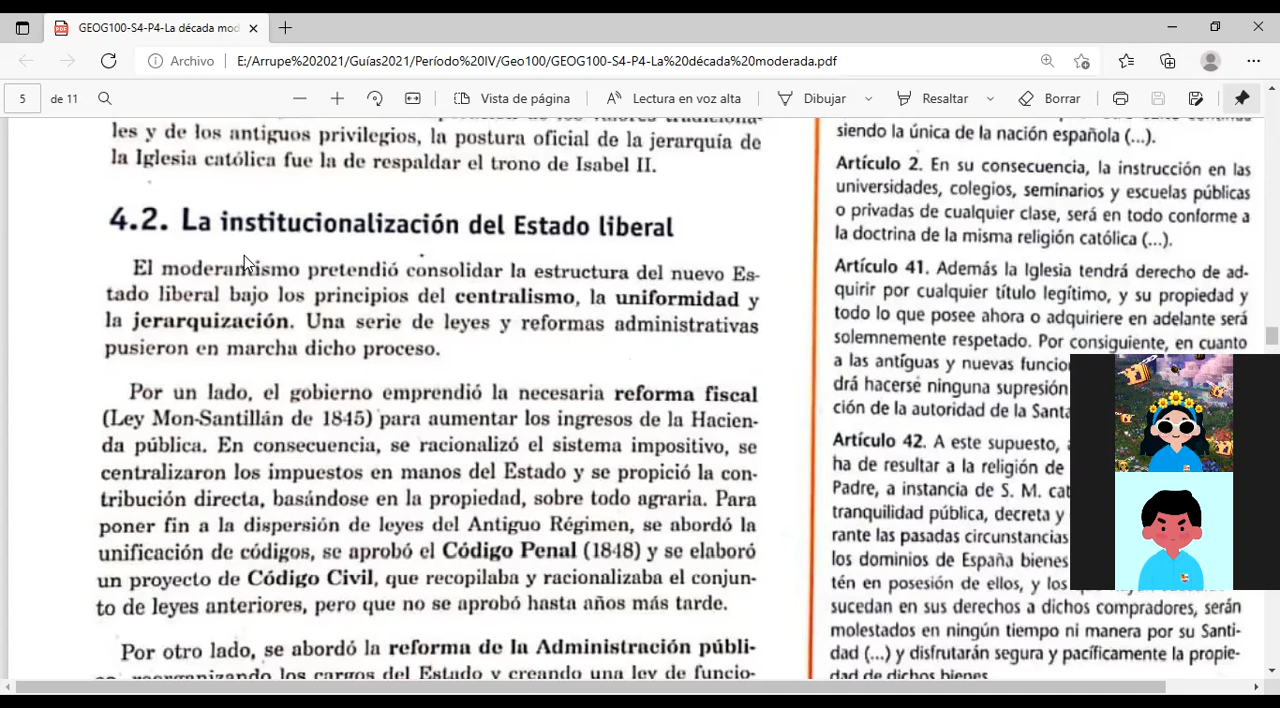 GEOG100-S4-P4-La década mod
Archivo
E:/Arrupe%202021/Guías2021/Período%20IV/Geo100/GEOG100-S4-P4-La%20década%20moderada.pdf
5
de 11
Vista de página
Lectura en voz alta
Dibujar
Resaltar
Borrar
les y de los antiguos privilegios, la postura oficial de la jerarquía de
la Iglesia católica fue la de respaldar el trono de Isabel II.
4.2. La institucionalización del Estado liberal
El moderantismo pretendió consolidar la estructura del nuevo Es-
tado liberal bajo los principios del centralismo, la uniformidad y
la jerarquización. Una serie de leyes y reformas administrativas
pusieron en marcha dicho proceso.
Por un lado, el gobierno emprendió la necesaria reforma fiscal
(Ley Mon-Santillán de 1845) para aumentar los ingresos de la Hacien-
da pública. En consecuencia, se racionalizó el sistema impositivo, se
centralizaron los impuestos en manos del Estado y se propició la con-
tribución directa, basándose en la propiedad, sobre todo agraria. Para
poner fin a la dispersión de leyes del Antiguo Régimen, se abordó la
unificación de códigos, se aprobó el Código Penal (1848) y se elaboró
un proyecto de Código Civil, que recopilaba y racionalizaba el conjun-
to de leyes anteriores, pero que no se aprobó hasta años más tarde.
Por otro lado, se abordó la reforma de la Administración públi-
reorganizando los cargos del Estado y creando una ley de funcio-
siendo la única de la nación española (...).
Artículo 2. En su consecuencia, la instrucción en las
universidades, colegios, seminarios y escuelas públicas
o privadas de cualquier clase, será en todo conforme a
la doctrina de la misma religión católica (...).
Artículo 41. Además la Iglesia tendrá derecho de ad-
quirir por cualquier título legítimo, y su propiedad y
todo lo que posee ahora o adquiriere en adelante será
solemnemente respetado. Por consiguiente, en cuanto
a las antíguas y nuevas funcio
drá hacerse ninguna supresión
ción de la autoridad de la Santa
Artículo 42. A este supuesto,
ha de resultar a la religión de
Padre, a instancia de S. M. cat
tranquilidad pública, decreta y
rante las pasadas circunstancias
los dominios de España bienes
tén en posesión de ellos, y los
sucedan en sus derechos a dichos compradores, serán
molestados en ningún tiempo ni manera por su Santi-
dad (...) y disfrutarán segura y pacíficamente la propie-
dad de dichos bienes